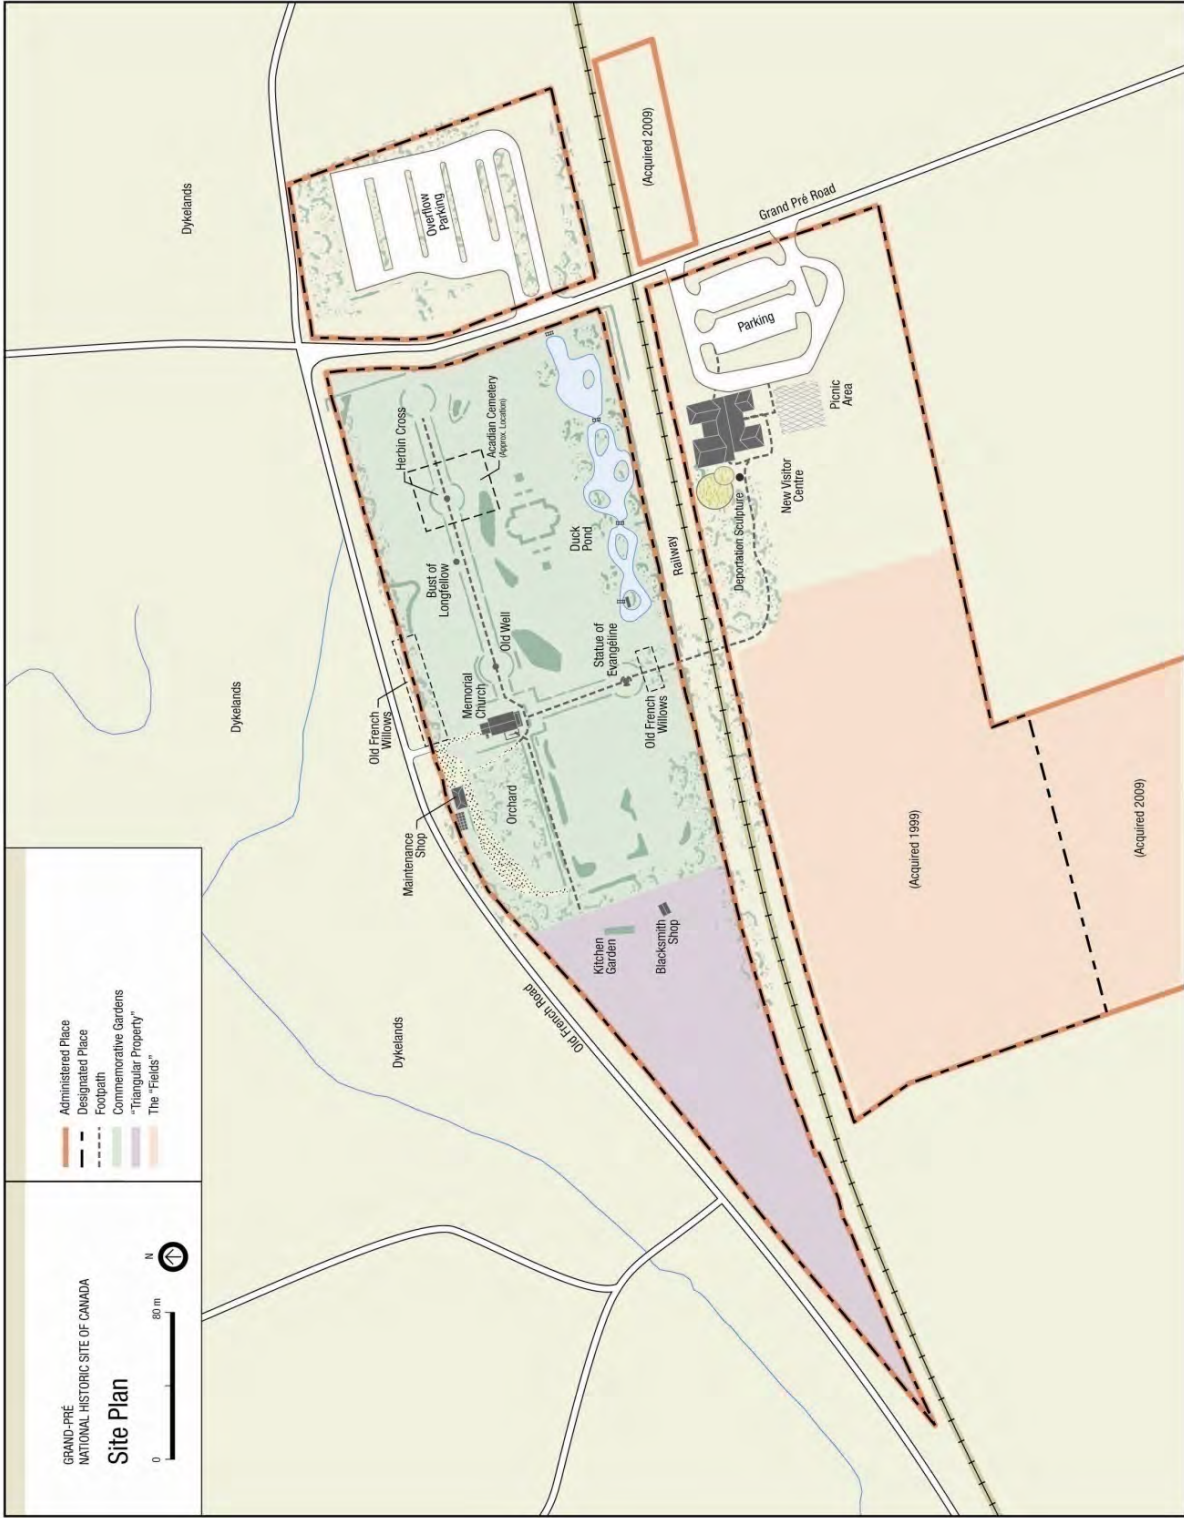 GRAND-PRÉ
NATIONAL HISTORIC SITE OF CANADA
Site Plan
0
80 m
N
Administered Place
Designated Place
Footpath
Commemorative Gardens
"Triangular Property"
The "Fields"
Dykelands
Dykelands
Dykelands
Old French Road
Old French
Willows
Maintenance
Shop
Memorial
Church
Orchard
Old Well
Bust of
Longfellow
Herbin Cross
Acadian Cemetery
(Approx. Location)
Overflow
Parking
Duck
Pond
Statue of
Evangéline
Old French
Willows
Kitchen
Garden
Blacksmith
Shop
Railway
Grand Pré Road
(Acquired 2009)
Parking
Picnic
Area
New Visitor
Centre
Deportation Sculpture
(Acquired 1999)
(Acquired 2009)